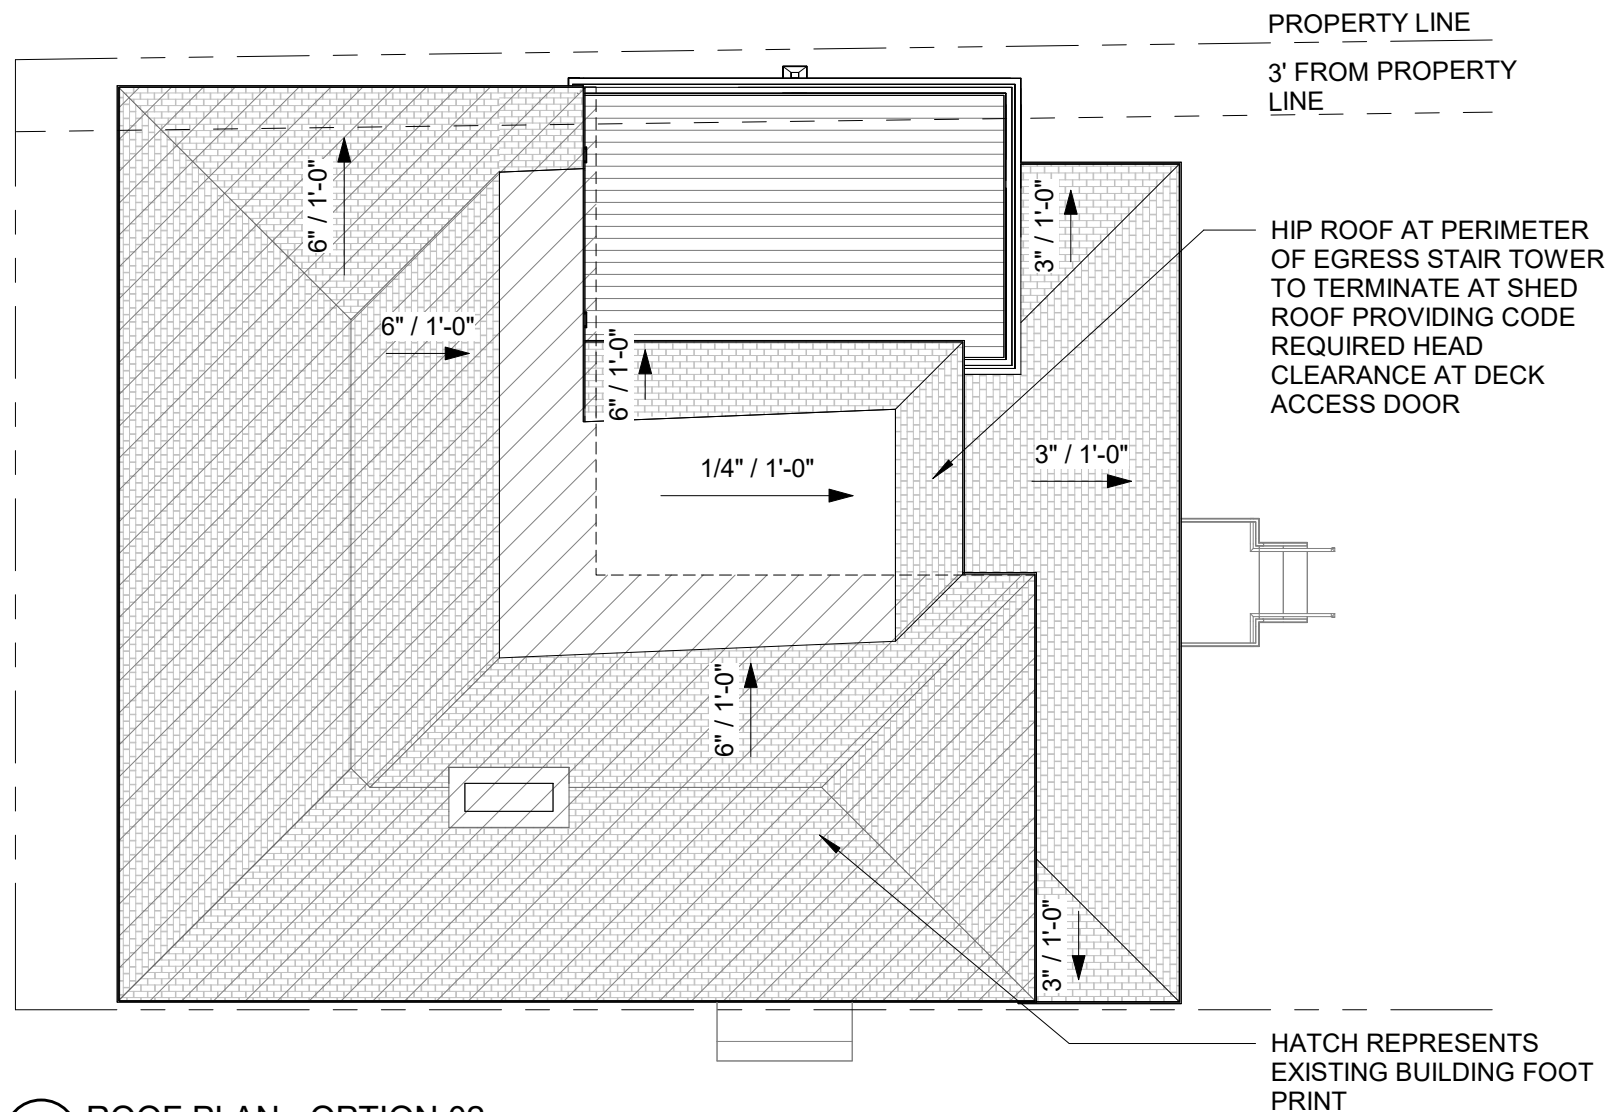 PROPERTY LINE
3' FROM PROPERTY
LINE
6" / 1'-0"
3" / 1'-0"
HIP ROOF AT PERIMETER
OF EGRESS STAIR TOWER
TO TERMINATE AT SHED
ROOF PROVIDING CODE
REQUIRED HEAD
CLEARANCE AT DECK
ACCESS DOOR
6" / 1'-0"
6" / 1'-0"
1/4" / 1'-0"
3" / 1'-0"
6" / 1'-0"
3" / 1'-0"
HATCH REPRESENTS
EXISTING BUILDING FOOT
PRINT
ROOF PLAN - OPTION 02